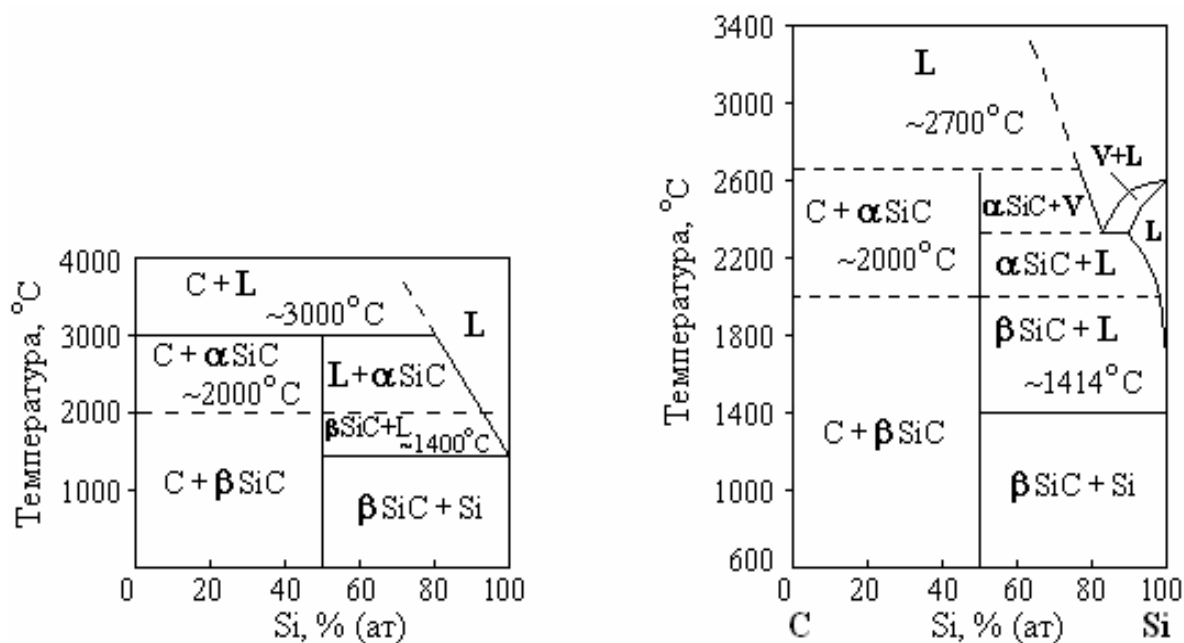 4000
3000
2000
1000
Температура, °C
C + L
~3000°C
L
C + αSiC
~2000°C
L + αSiC
βSiC+L
~1400°C
C + βSiC
βSiC + Si
0 20 40 60 80 100
Si, % (ат)
3400
3000
2600
2200
1800
1400
1000
600
Температура, °C
L
~2700°C
V+L
C + αSiC
αSiC+V
L
~2000°C
αSiC + L
βSiC + L
~1414°C
C + βSiC
βSiC + Si
0 20 40 60 80 100
C Si, % (ат) Si